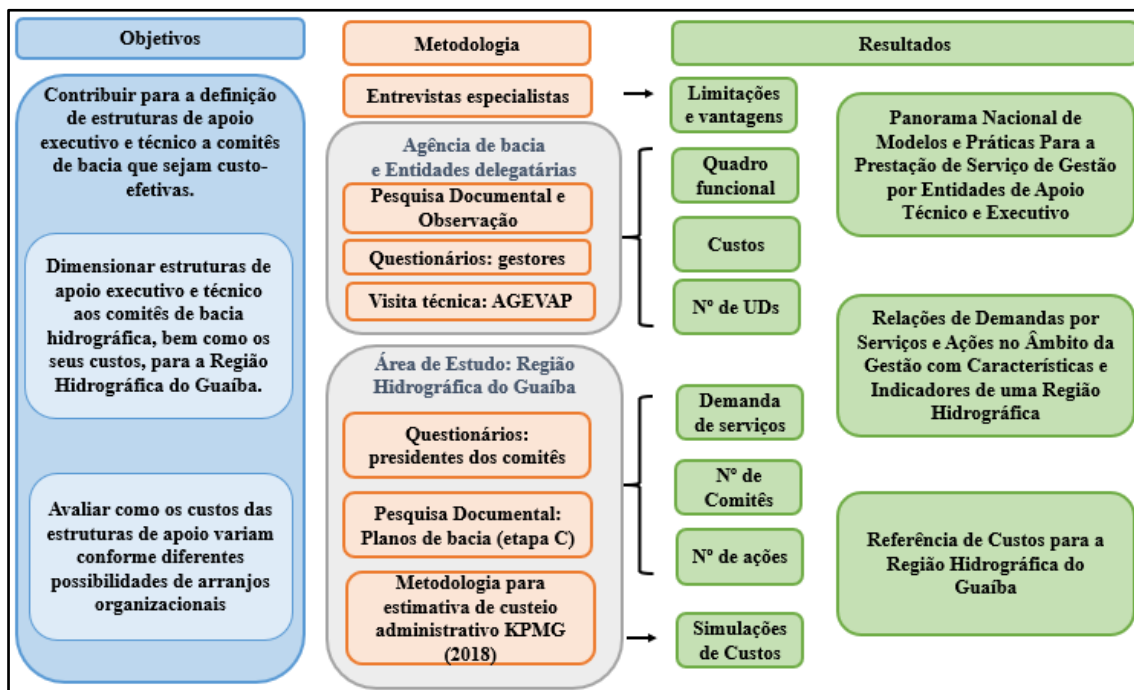 Objetivos
Contribuir para a definição
de estruturas de apoio
executivo e técnico a comitês
de bacia que sejam custo-
efetivas.
Dimensionar estruturas de
apoio executivo e técnico
aos comitês de bacia
hidrográfica, bem como os
seus custos, para a Região
Hidrográfica do Guaíba.
Avaliar como os custos das
estruturas de apoio variam
conforme diferentes
possibilidades de arranjos
organizacionais
Metodologia
Entrevistas especialistas
Agência de bacia
e Entidades delegatárias
Pesquisa Documental e
Observação
Questionários: gestores
Visita técnica: AGEVAP
Área de Estudo: Região
Hidrográfica do Guaíba
Questionários:
presidentes dos comitês
Pesquisa Documental:
Planos de bacia (etapa C)
Metodologia para
estimativa de custeio
administrativo KPMG
(2018)
Resultados
Limitações
e vantagens
Quadro
funcional
Custos
Nº de UDs
Demanda
de serviços
Nº de
Comitês
Nº de ações
Simulações
de Custos
Panorama Nacional de
Modelos e Práticas Para a
Prestação de Serviço de Gestão
por Entidades de Apoio
Técnico e Executivo
Relações de Demandas por
Serviços e Ações no Âmbito da
Gestão com Características e
Indicadores de uma Região
Hidrográfica
Referência de Custos para a
Região Hidrográfica do
Guaíba